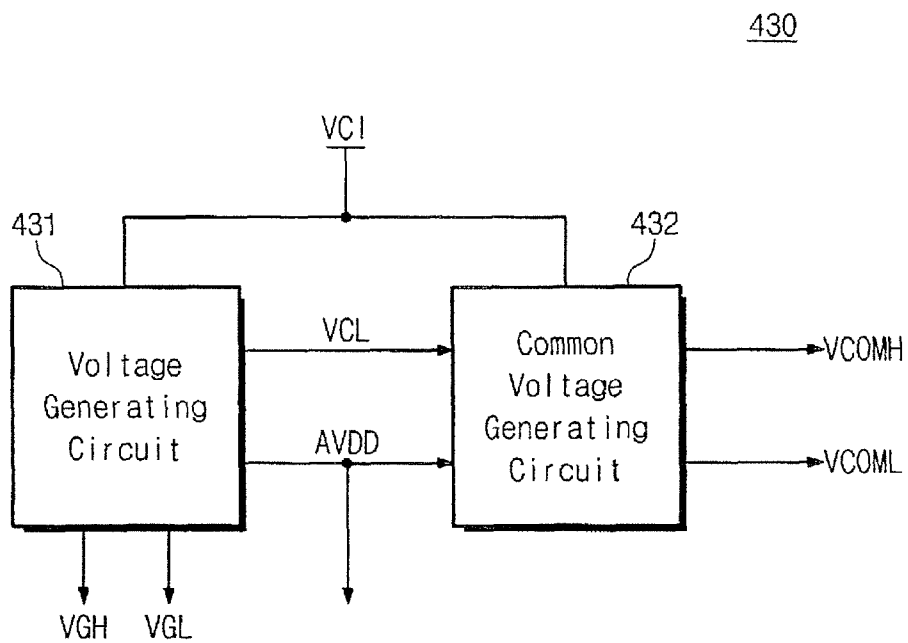 430
VCI
431
432
Voltage
Generating
Circuit
VCL
AVDD
Common
Voltage
Generating
Circuit
VCOMH
VCOML
VGH
VGL